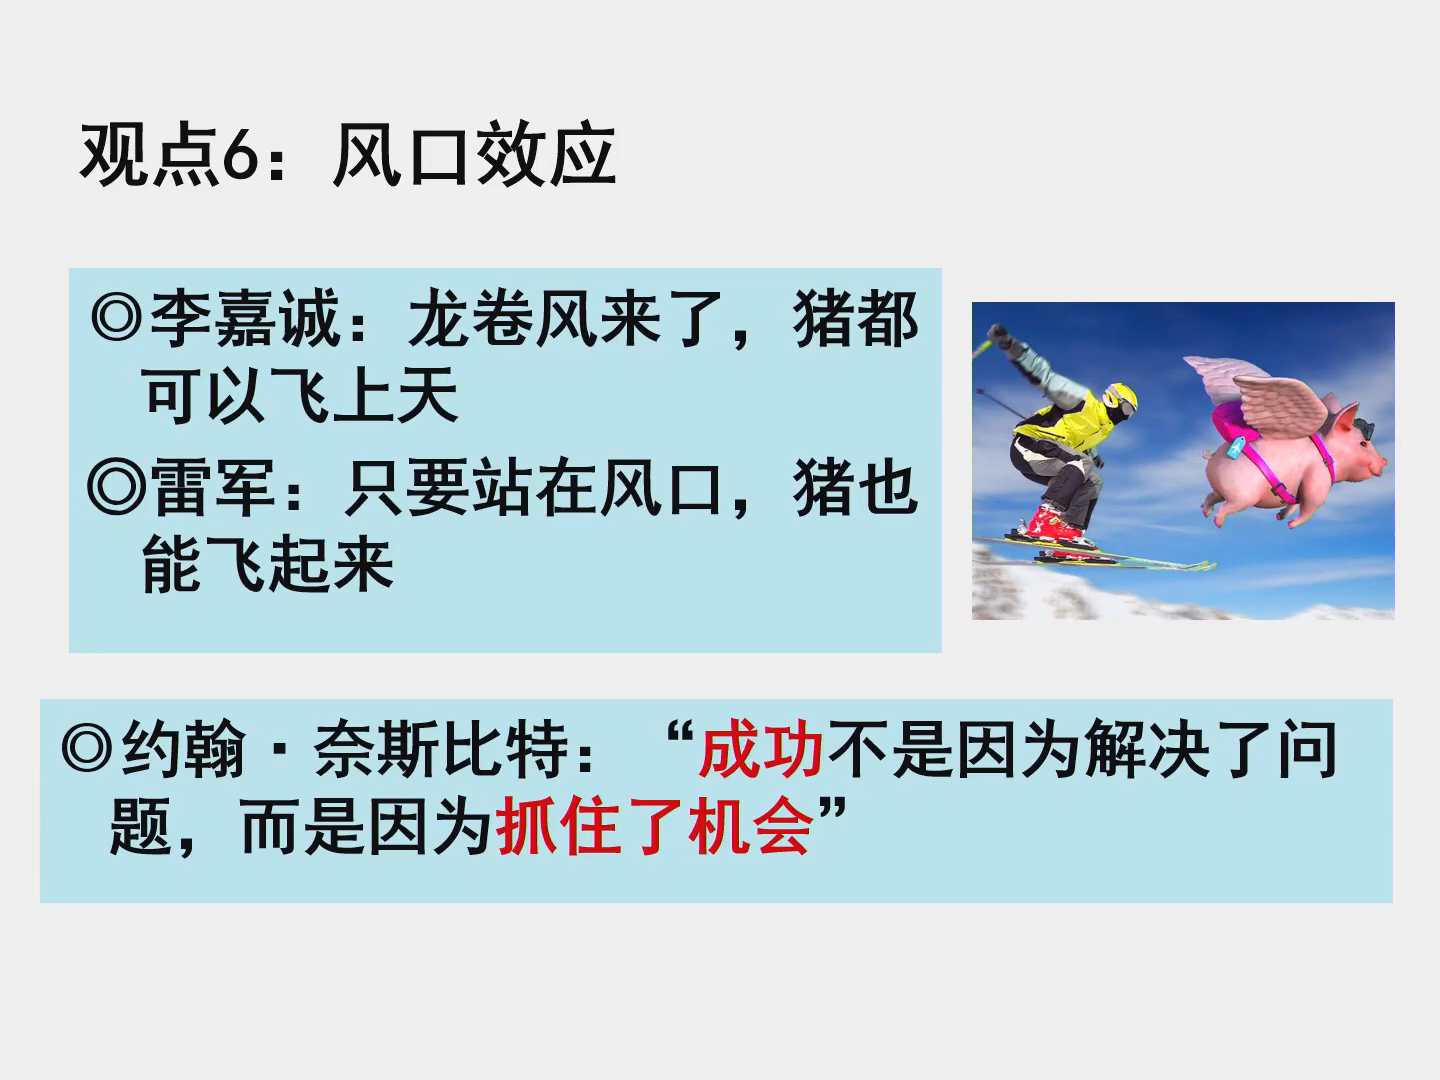 观点6：风口效应
◎李嘉诚：龙卷风来了，猪都
可以飞上天
◎雷军：只要站在风口，猪也
能飞起来
◎约翰·奈斯比特：“成功不是因为解决了问
题，而是因为抓住了机会”